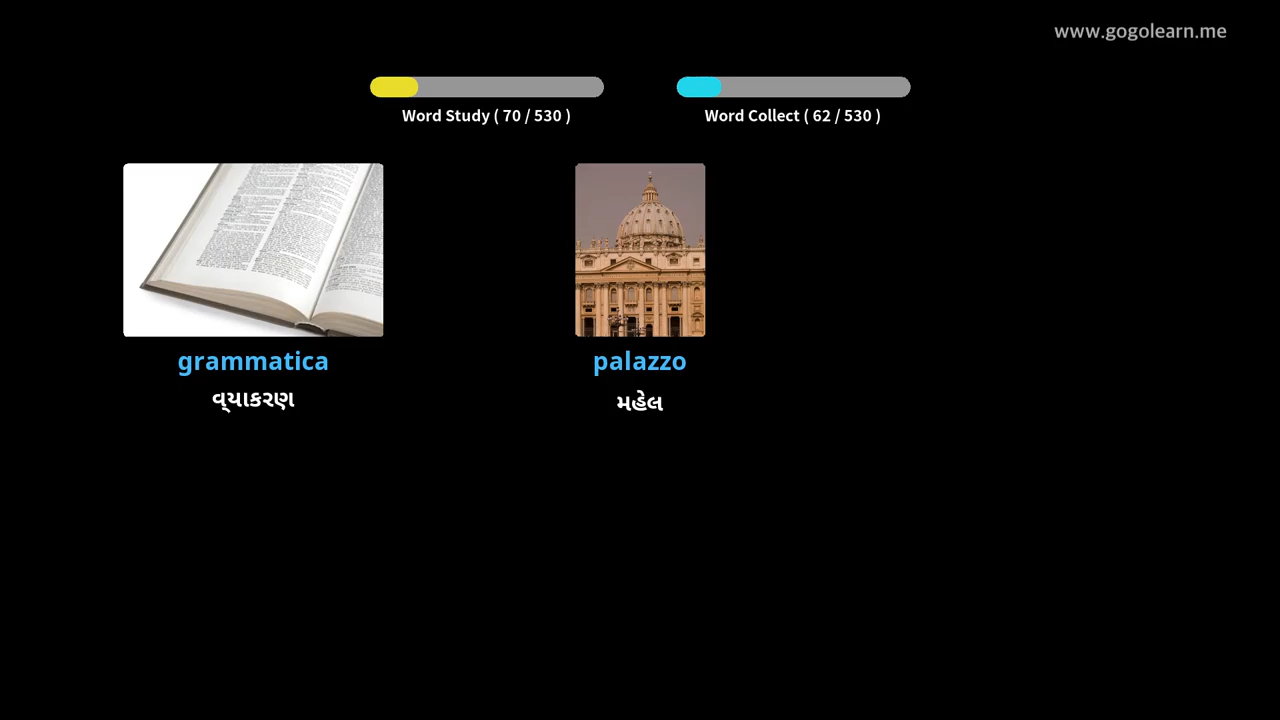 www.gogolearn.me
Word Study ( 70 / 530 )
Word Collect ( 62 / 530 )
grammatica
વ્યાકરણ
palazzo
મહેલ